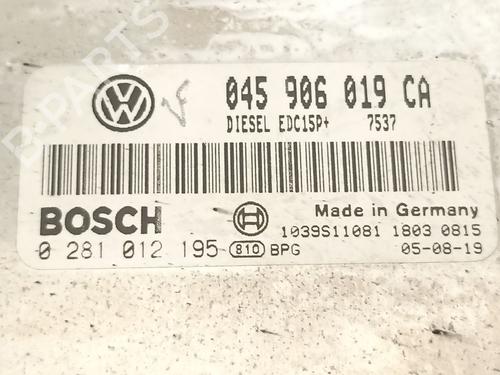 045 906 019 CA
DIESEL EDC15P+ 7537
BOSCH
Made in Germany
1039S11081 1803 0815
0 281 012 195 810 BPG
05-08-19
B-PARTS